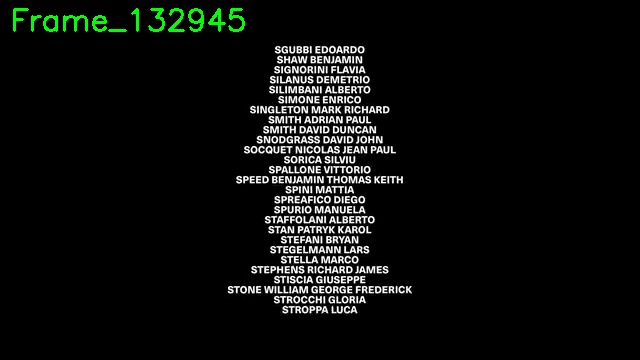 Frame_132945
SGUBBI EDOARDO
SHAW BENJAMIN
SIGNORINI FLAVIA
SILANUS DEMETRIO
SILIMBANI ALBERTO
SIMONE ENRICO
SINGLETON MARK RICHARD
SMITH ADRIAN PAUL
SMITH DAVID DUNCAN
SNODGRASS DAVID JOHN
SOCQUET NICOLAS JEAN PAUL
SORICA SILVIU
SPALLONE VITTORIO
SPEED BENJAMIN THOMAS KEITH
SPINI MATTIA
SPREAFICO DIEGO
SPURIO MANUELA
STAFFOLANI ALBERTO
STAN PATRYK KAROL
STEFANI BRYAN
STEGELMANN LARS
STELLA MARCO
STEPHENS RICHARD JAMES
STISCIA GIUSEPPE
STONE WILLIAM GEORGE FREDERICK
STROCCHI GLORIA
STROPPA LUCA